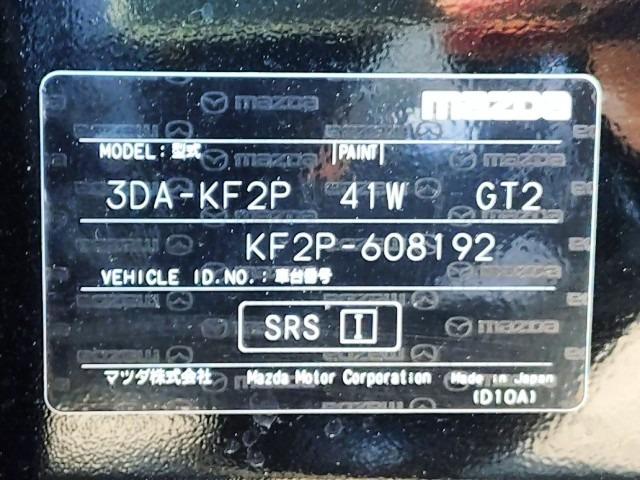 mazda
MODEL:型式 |PAINT|
3DA-KF2P 41W GT2
KF2P-608192
VEHICLE ID.NO.:車台番号
SRS I
マツダ株式会社 Mazda Motor Corporation Made in Japan
(D10A)